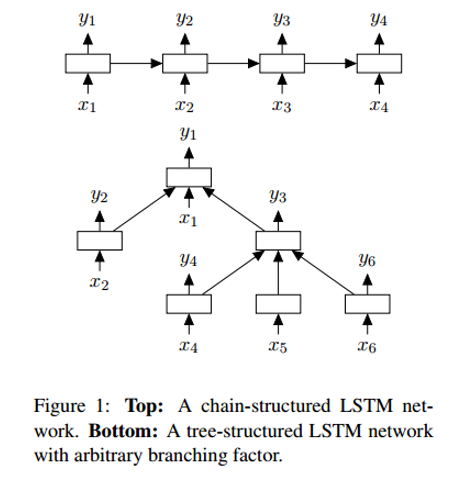 y1 y2 y3 y4
x1 x2 x3 x4
y1
y2 x1 y3
x2 y4 y6
x4 x5 x6
Figure 1: Top: A chain-structured LSTM net-
work. Bottom: A tree-structured LSTM network
with arbitrary branching factor.